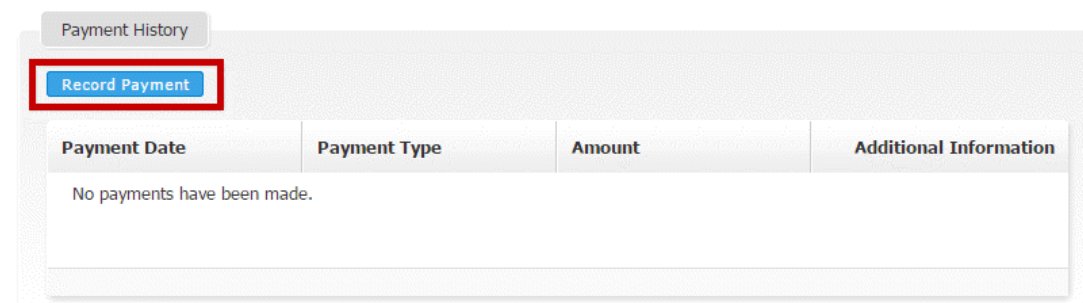 Payment History
Record Payment
Payment Date Payment Type Amount Additional Information
No payments have been made.